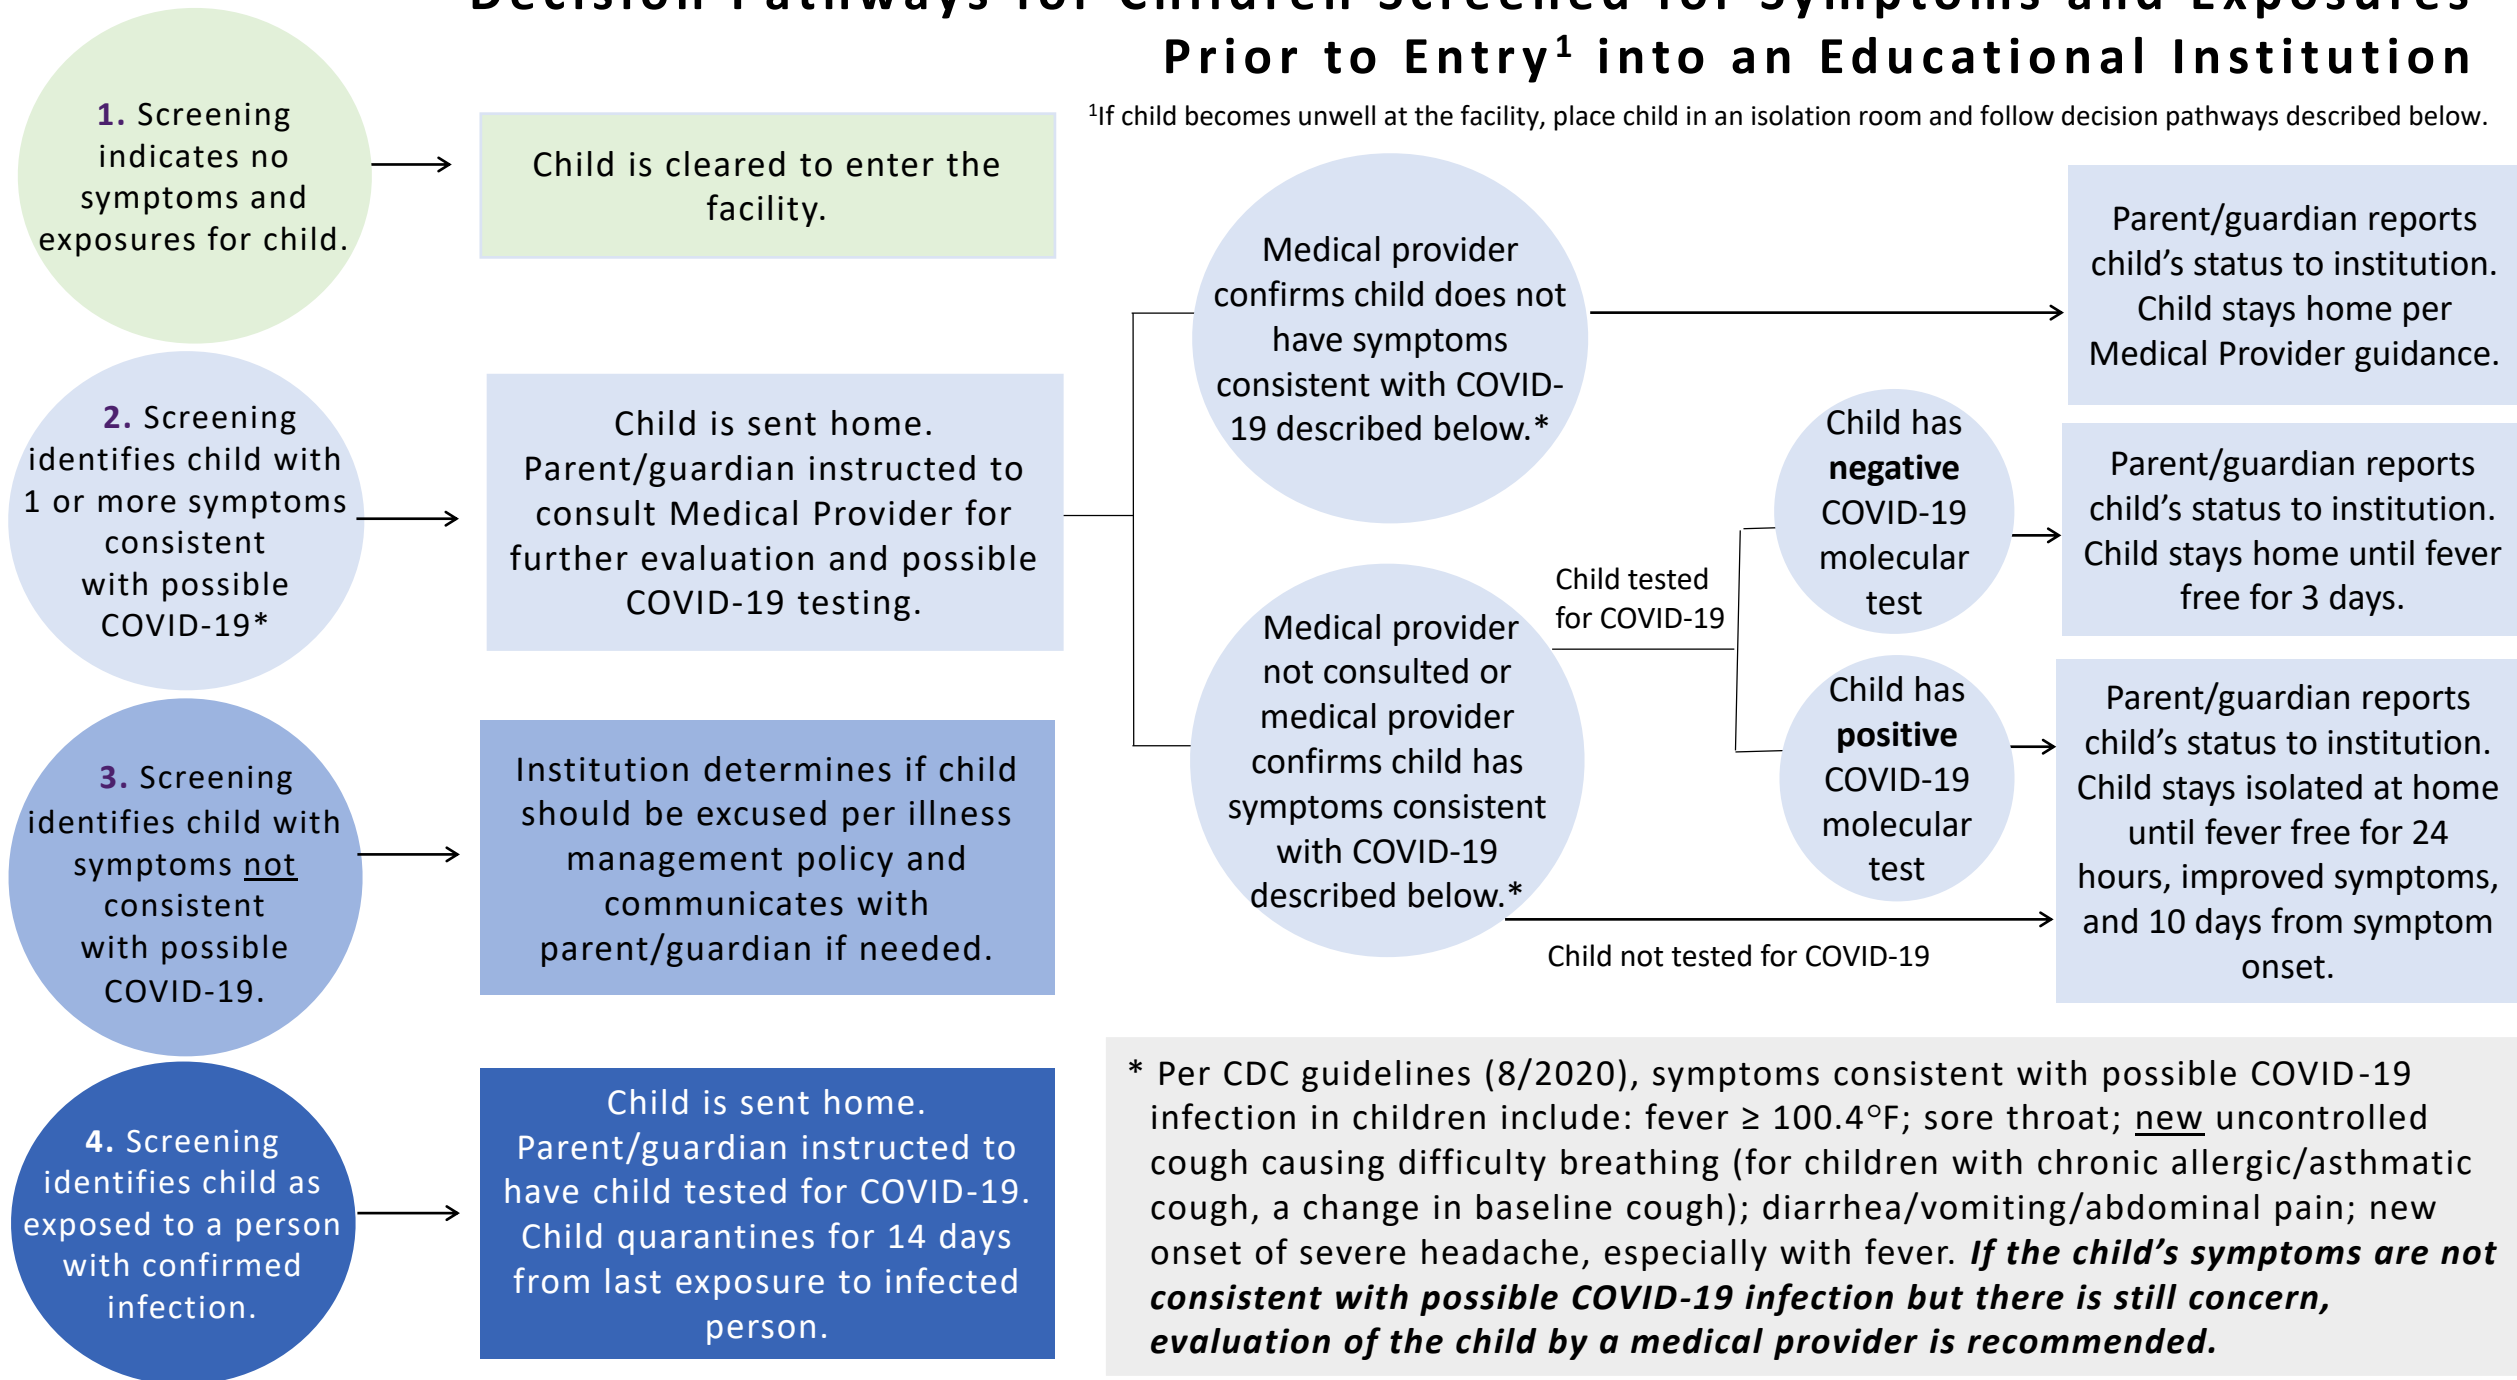 Decision Pathways for Children Screened for Symptoms and Exposures
Prior to Entry¹ into an Educational Institution
¹If child becomes unwell at the facility, place child in an isolation room and follow decision pathways described below.
1. Screening
indicates no
symptoms and
exposures for child.
Child is cleared to enter the
facility.
2. Screening
identifies child with
1 or more symptoms
consistent
with possible
COVID-19*
Child is sent home.
Parent/guardian instructed to
consult Medical Provider for
further evaluation and possible
COVID-19 testing.
Medical provider
confirms child does not
have symptoms
consistent with COVID-
19 described below.*
Parent/guardian reports
child’s status to institution.
Child stays home per
Medical Provider guidance.
Medical provider
not consulted or
medical provider
confirms child has
symptoms consistent
with COVID-19
described below.*
Child tested
for COVID-19
Child has
negative
COVID-19
molecular
test
Parent/guardian reports
child’s status to institution.
Child stays home until fever
free for 3 days.
Child has
positive
COVID-19
molecular
test
Parent/guardian reports
child’s status to institution.
Child stays isolated at home
until fever free for 24
hours, improved symptoms,
and 10 days from symptom
onset.
Child not tested for COVID-19
3. Screening
identifies child with
symptoms not
consistent
with possible
COVID-19.
Institution determines if child
should be excused per illness
management policy and
communicates with
parent/guardian if needed.
4. Screening
identifies child as
exposed to a person
with confirmed
infection.
Child is sent home.
Parent/guardian instructed to
have child tested for COVID-19.
Child quarantines for 14 days
from last exposure to infected
person.
* Per CDC guidelines (8/2020), symptoms consistent with possible COVID-19
infection in children include: fever ≥ 100.4°F; sore throat; new uncontrolled
cough causing difficulty breathing (for children with chronic allergic/asthmatic
cough, a change in baseline cough); diarrhea/vomiting/abdominal pain; new
onset of severe headache, especially with fever. If the child’s symptoms are not
consistent with possible COVID-19 infection but there is still concern,
evaluation of the child by a medical provider is recommended.